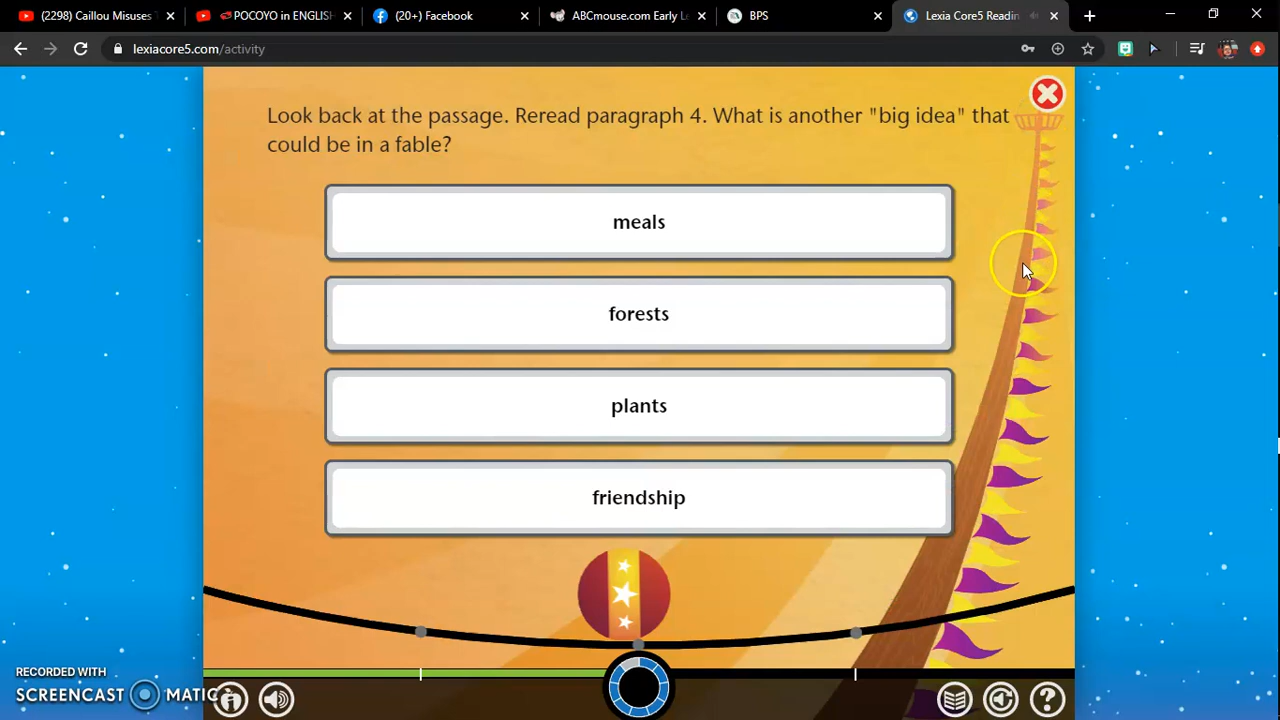 (2298) Caillou Misuses T
POCOYO in ENGLISH
(20+) Facebook
ABCmouse.com Early Le
BPS
Lexia Core5 Readin
lexiacore5.com/activity
Look back at the passage. Reread paragraph 4. What is another "big idea" that
could be in a fable?
meals
forests
plants
friendship
RECORDED WITH
SCREENCAST MATIC